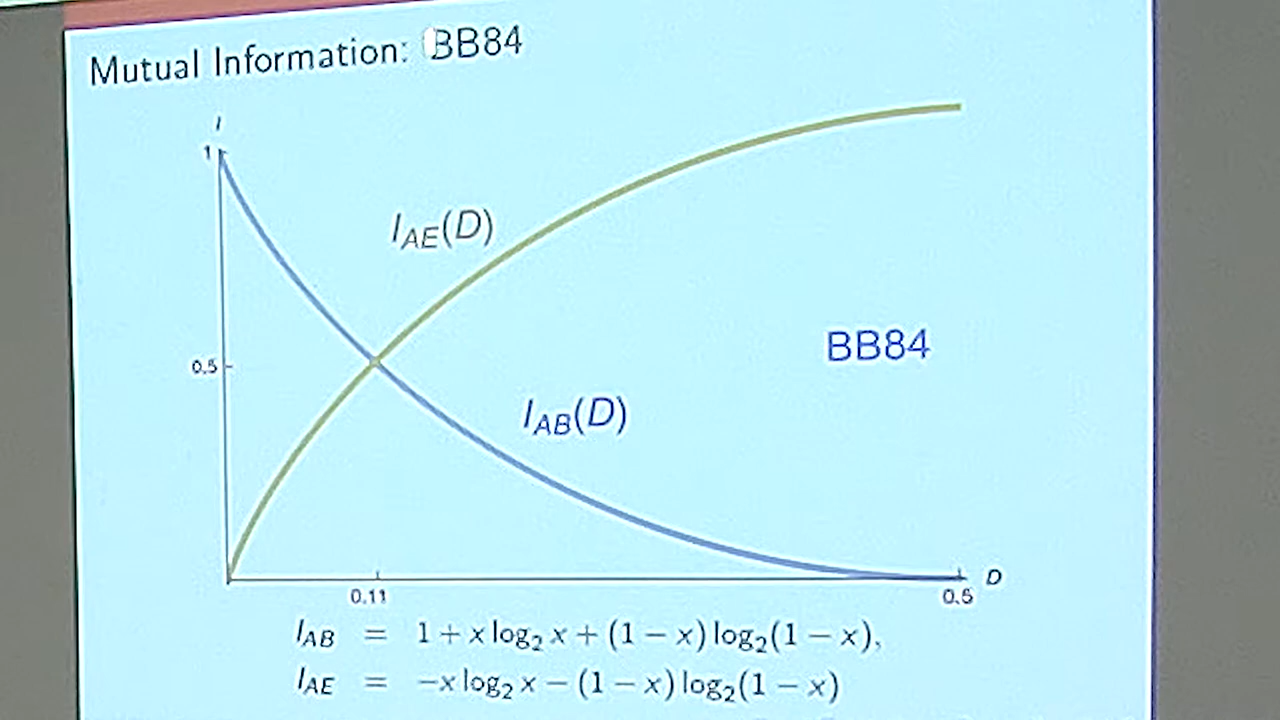 Mutual Information: BB84
I
1
I_AE(D)
BB84
0.5
I_AB(D)
D
0.11
0.5
I_AB = 1 + x log₂ x + (1 − x) log₂(1 − x),
I_AE = −x log₂ x − (1 − x) log₂(1 − x)